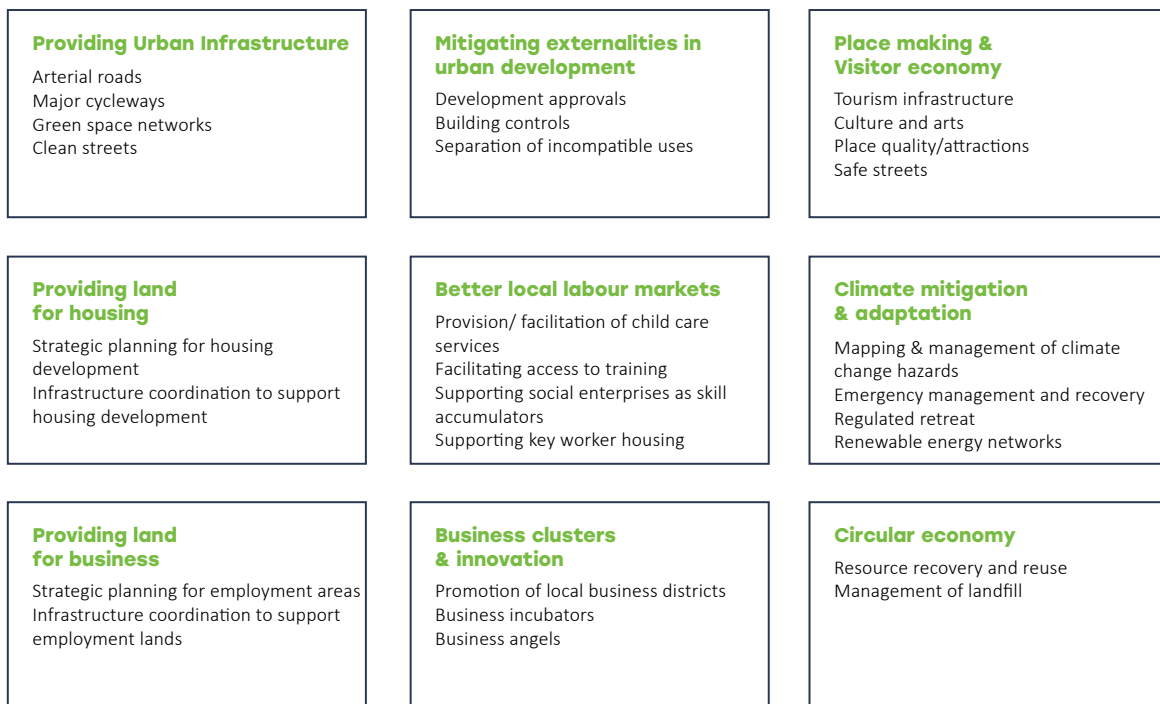 Providing Urban Infrastructure
Arterial roads
Major cycleways
Green space networks
Clean streets
Mitigating externalities in
urban development
Development approvals
Building controls
Separation of incompatible uses
Place making &
Visitor economy
Tourism infrastructure
Culture and arts
Place quality/attractions
Safe streets
Providing land
for housing
Strategic planning for housing
development
Infrastructure coordination to support
housing development
Better local labour markets
Provision/ facilitation of child care
services
Facilitating access to training
Supporting social enterprises as skill
accumulators
Supporting key worker housing
Climate mitigation
& adaptation
Mapping & management of climate
change hazards
Emergency management and recovery
Regulated retreat
Renewable energy networks
Providing land
for business
Strategic planning for employment areas
Infrastructure coordination to support
employment lands
Business clusters
& innovation
Promotion of local business districts
Business incubators
Business angels
Circular economy
Resource recovery and reuse
Management of landfill